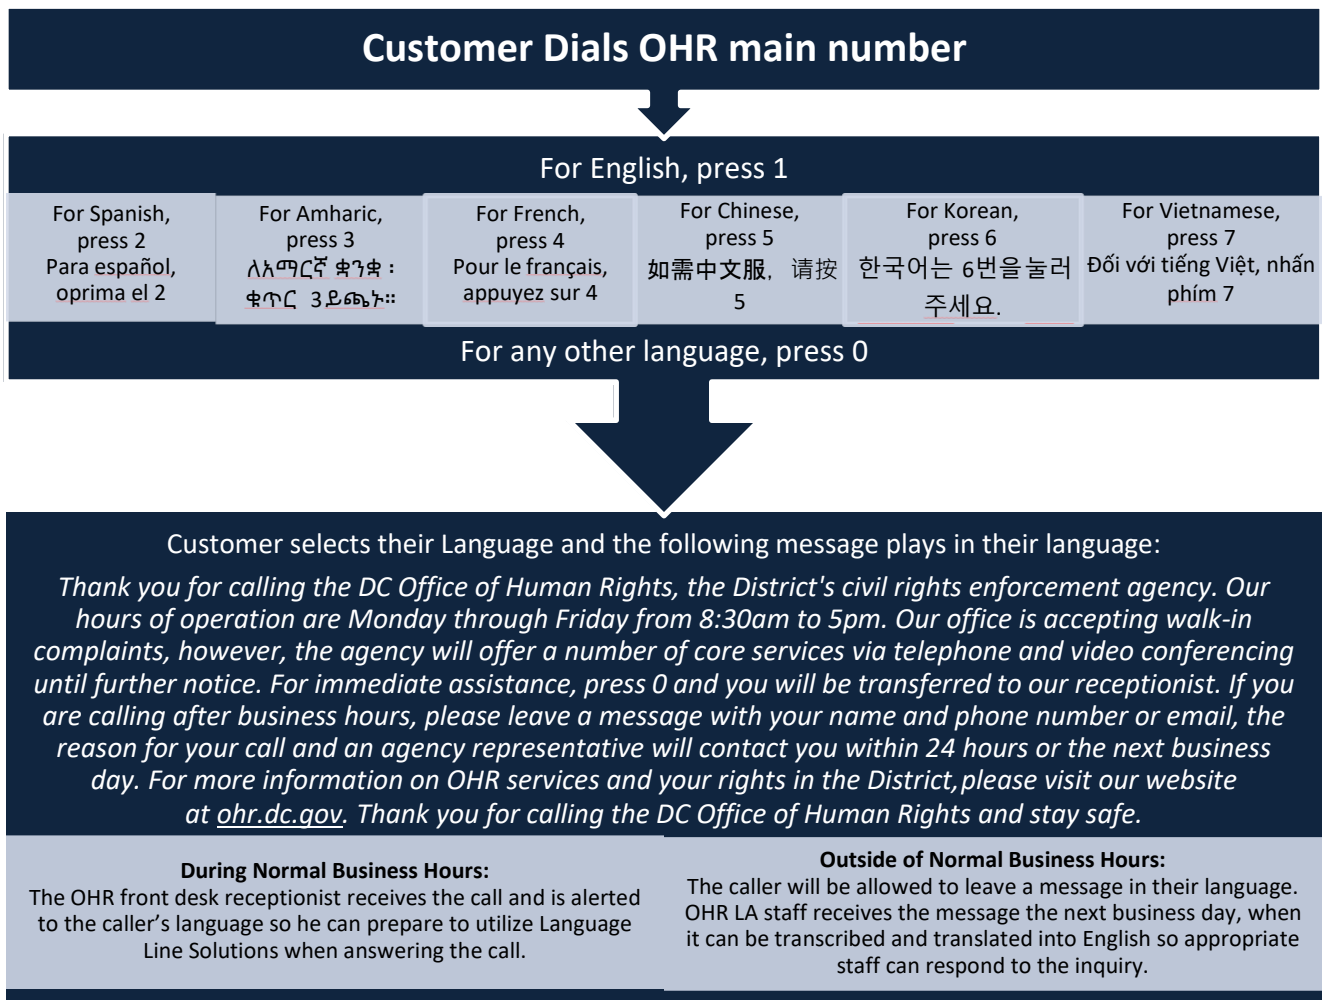 Customer Dials OHR main number
For English, press 1
For Spanish,
press 2
Para español,
oprima el 2
For Amharic,
press 3
ለአማርኛ ቋንቋ ፡
ቁጥር 3ይጫኑ።
For French,
press 4
Pour le français,
appuyez sur 4
For Chinese,
press 5
如需中文服，请按
5
For Korean,
press 6
한국어는 6번을눌러
주세요.
For Vietnamese,
press 7
Đối với tiếng Việt, nhấn
phím 7
For any other language, press 0
Customer selects their Language and the following message plays in their language:
Thank you for calling the DC Office of Human Rights, the District's civil rights enforcement agency. Our
hours of operation are Monday through Friday from 8:30am to 5pm. Our office is accepting walk-in
complaints, however, the agency will offer a number of core services via telephone and video conferencing
until further notice. For immediate assistance, press 0 and you will be transferred to our receptionist. If you
are calling after business hours, please leave a message with your name and phone number or email, the
reason for your call and an agency representative will contact you within 24 hours or the next business
day. For more information on OHR services and your rights in the District, please visit our website
at ohr.dc.gov. Thank you for calling the DC Office of Human Rights and stay safe.
During Normal Business Hours:
The OHR front desk receptionist receives the call and is alerted
to the caller's language so he can prepare to utilize Language
Line Solutions when answering the call.
Outside of Normal Business Hours:
The caller will be allowed to leave a message in their language.
OHR LA staff receives the message the next business day, when
it can be transcribed and translated into English so appropriate
staff can respond to the inquiry.